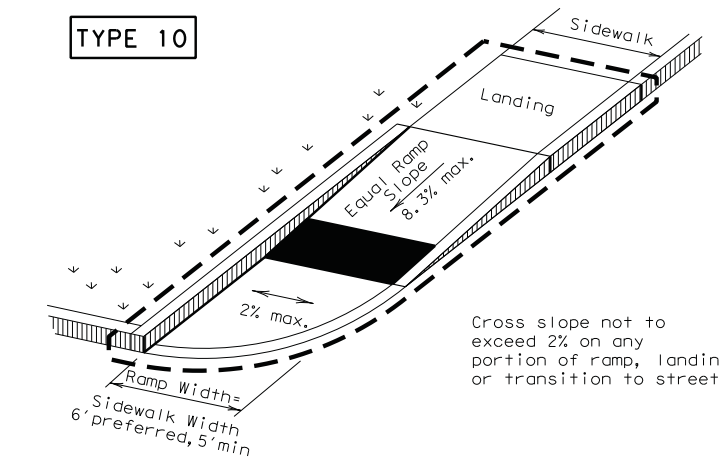 TYPE 10
Sidewalk
Landing
Equal Ramp
Slope
8.3% max.
2% max.
Cross slope not to
exceed 2% on any
portion of ramp, landin
or transition to street
Ramp Width=
Sidewalk Width
6'preferred,5'min